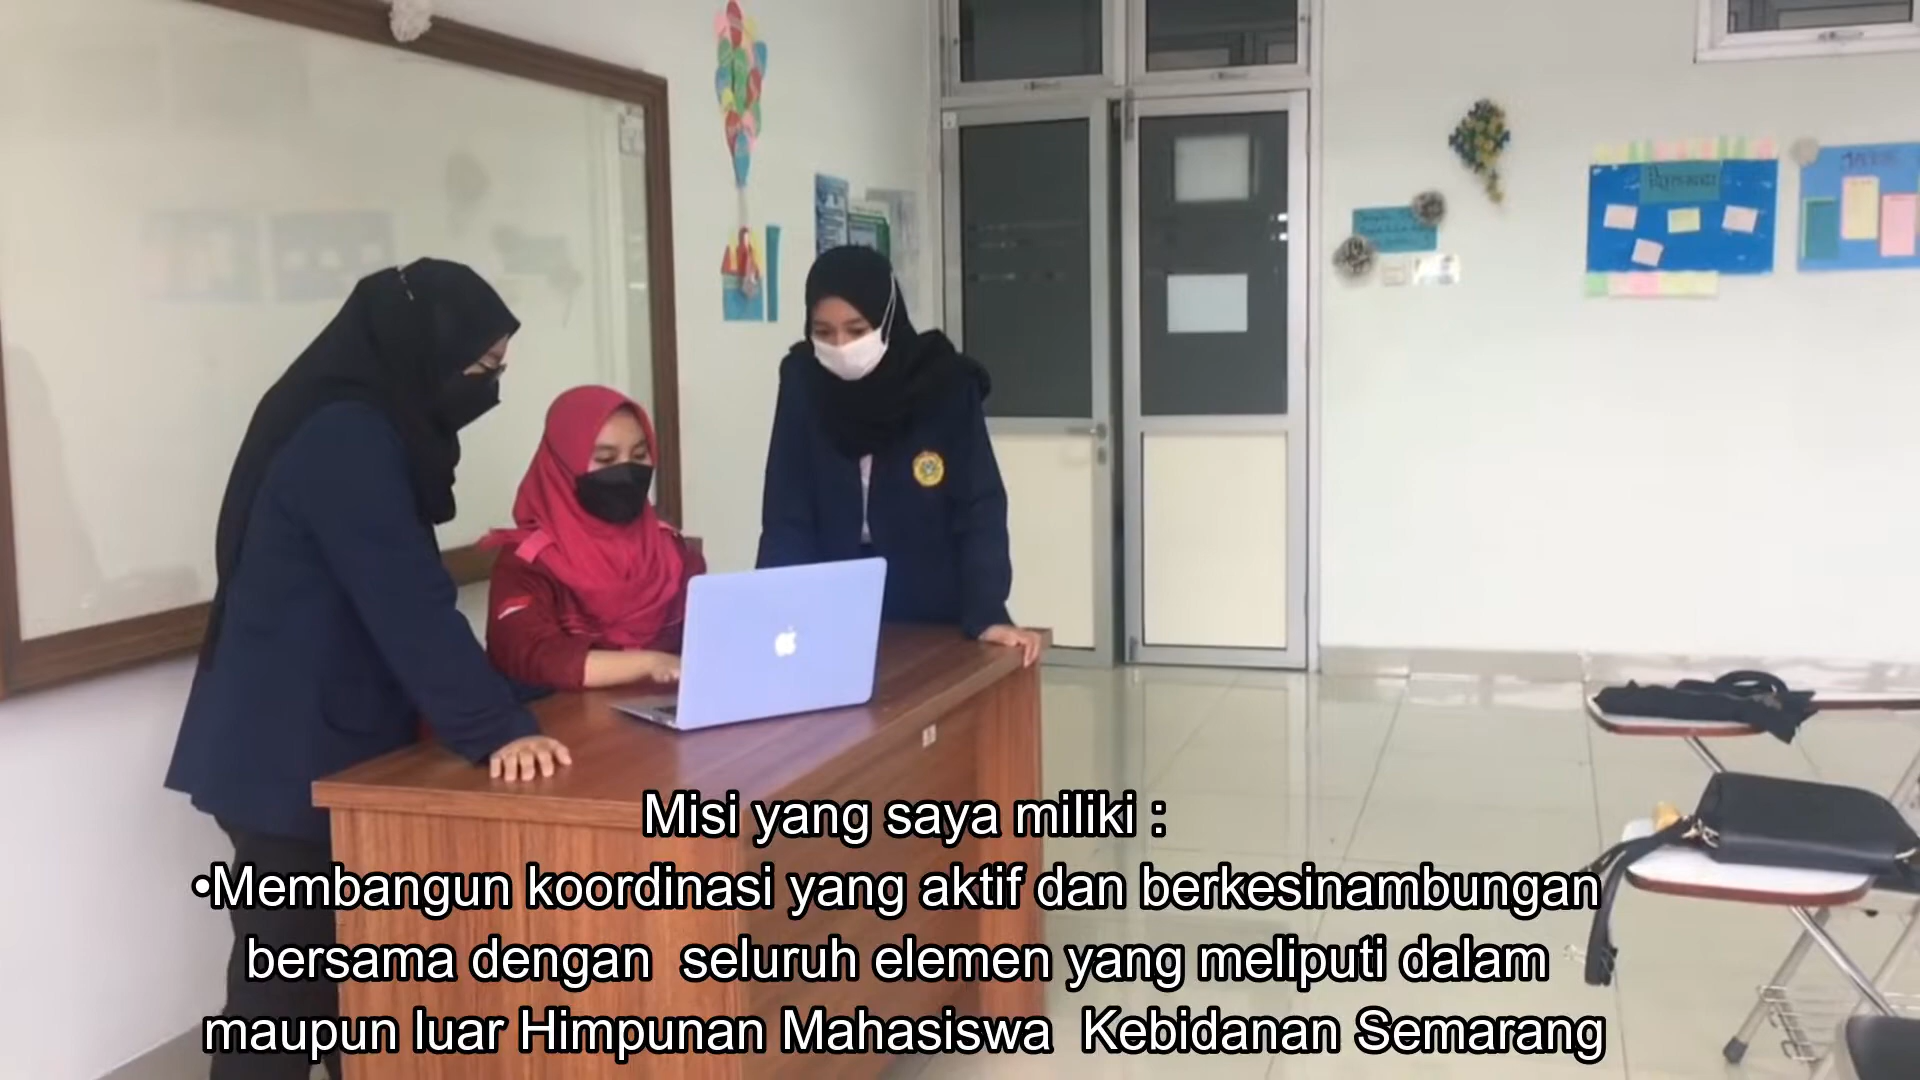 Misi yang saya miliki :
•Membangun koordinasi yang aktif dan berkesinambungan
bersama dengan  seluruh elemen yang meliputi dalam
maupun luar Himpunan Mahasiswa  Kebidanan Semarang